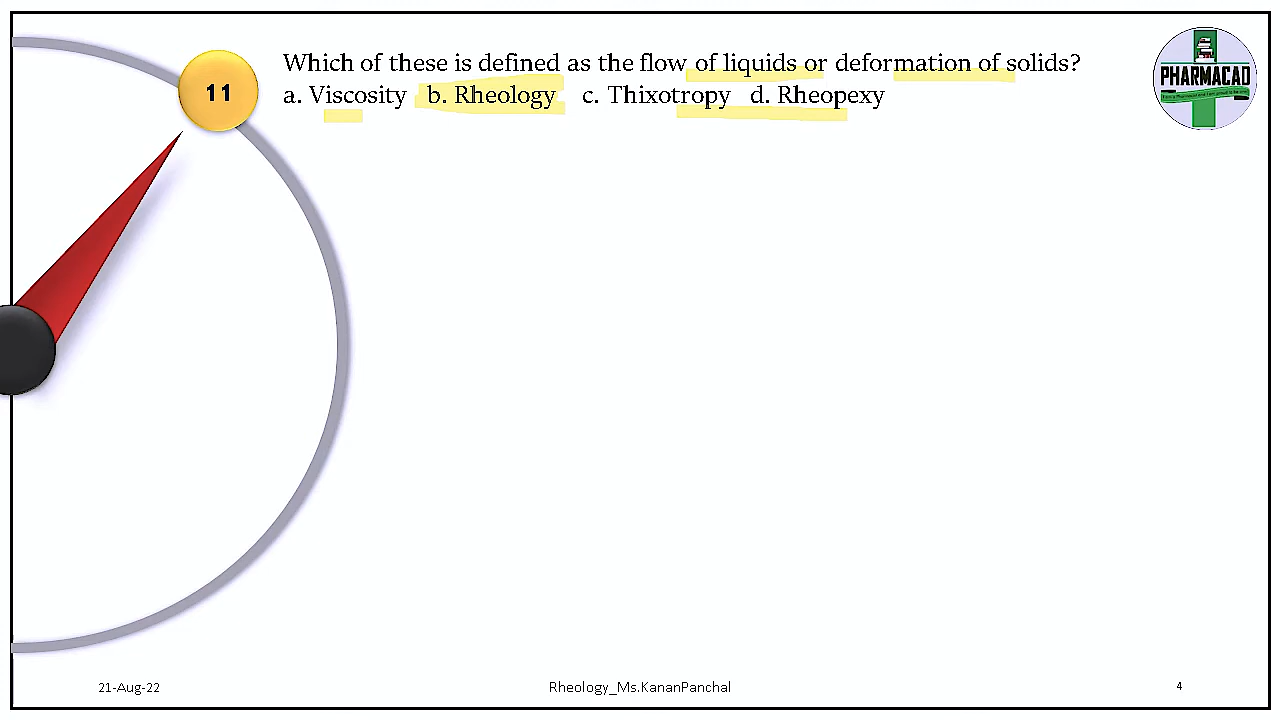 11
Which of these is defined as the flow of liquids or deformation of solids?
a. Viscosity b. Rheology c. Thixotropy d. Rheopexy
PHARMACAD
21-Aug-22
Rheology_Ms.KananPanchal
4